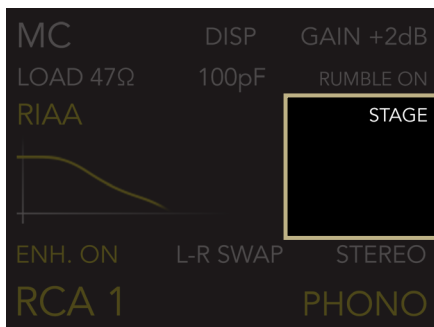 MC DISP GAIN +2dB
LOAD 47Ω 100pF RUMBLE ON
RIAA STAGE
ENH. ON L-R SWAP STEREO
RCA 1 PHONO